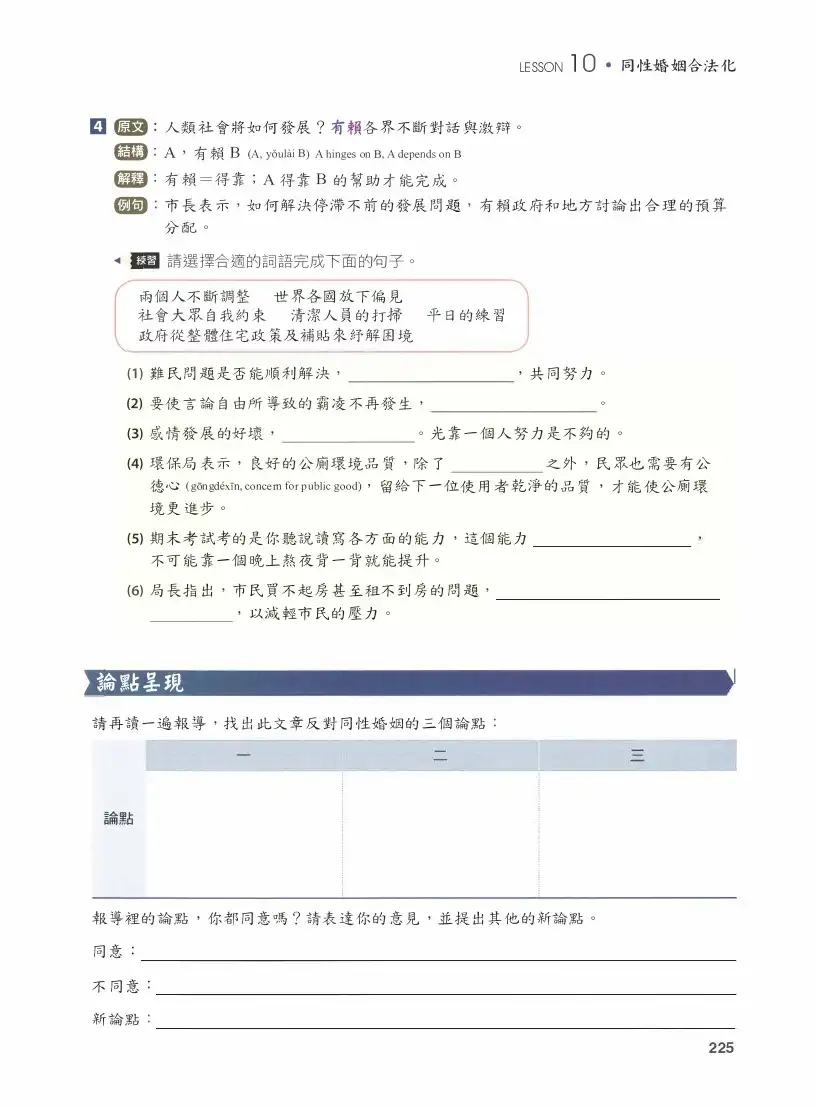 LESSON 10 • 同性婚姻合法化
4 原文：人類社會將如何發展？有賴各界不斷對話與激辯。
結構：A，有賴 B (A, yǒulài B) A hinges on B, A depends on B
解釋：有賴＝得靠；A 得靠 B 的幫助才能完成。
例句：市長表示，如何解決停滯不前的發展問題，有賴政府和地方討論出合理的預算
分配。
練習 請選擇合適的詞語完成下面的句子。
兩個人不斷調整 世界各國放下偏見
社會大眾自我約束 清潔人員的打掃 平日的練習
政府從整體住宅政策及補貼來紓解困境
(1) 難民問題是否能順利解決，＿＿＿＿＿＿，共同努力。
(2) 要使言論自由所導致的霸凌不再發生，＿＿＿＿＿＿。
(3) 感情發展的好壞，＿＿＿＿＿。光靠一個人努力是不夠的。
(4) 環保局表示，良好的公廁環境品質，除了＿＿＿＿之外，民眾也需要有公
德心 (gōngdéxīn, concern for public good)，留給下一位使用者乾淨的品質，才能使公廁環
境更進步。
(5) 期末考試考的是你聽說讀寫各方面的能力，這個能力＿＿＿＿＿＿，
不可能靠一個晚上熬夜背一背就能提升。
(6) 局長指出，市民買不起房甚至租不到房的問題，＿＿＿＿＿＿＿＿
＿＿＿，以減輕市民的壓力。
論點呈現
請再讀一遍報導，找出此文章反對同性婚姻的三個論點：
一 二 三
論點
報導裡的論點，你都同意嗎？請表達你的意見，並提出其他的新論點。
同意：
不同意：
新論點：
225